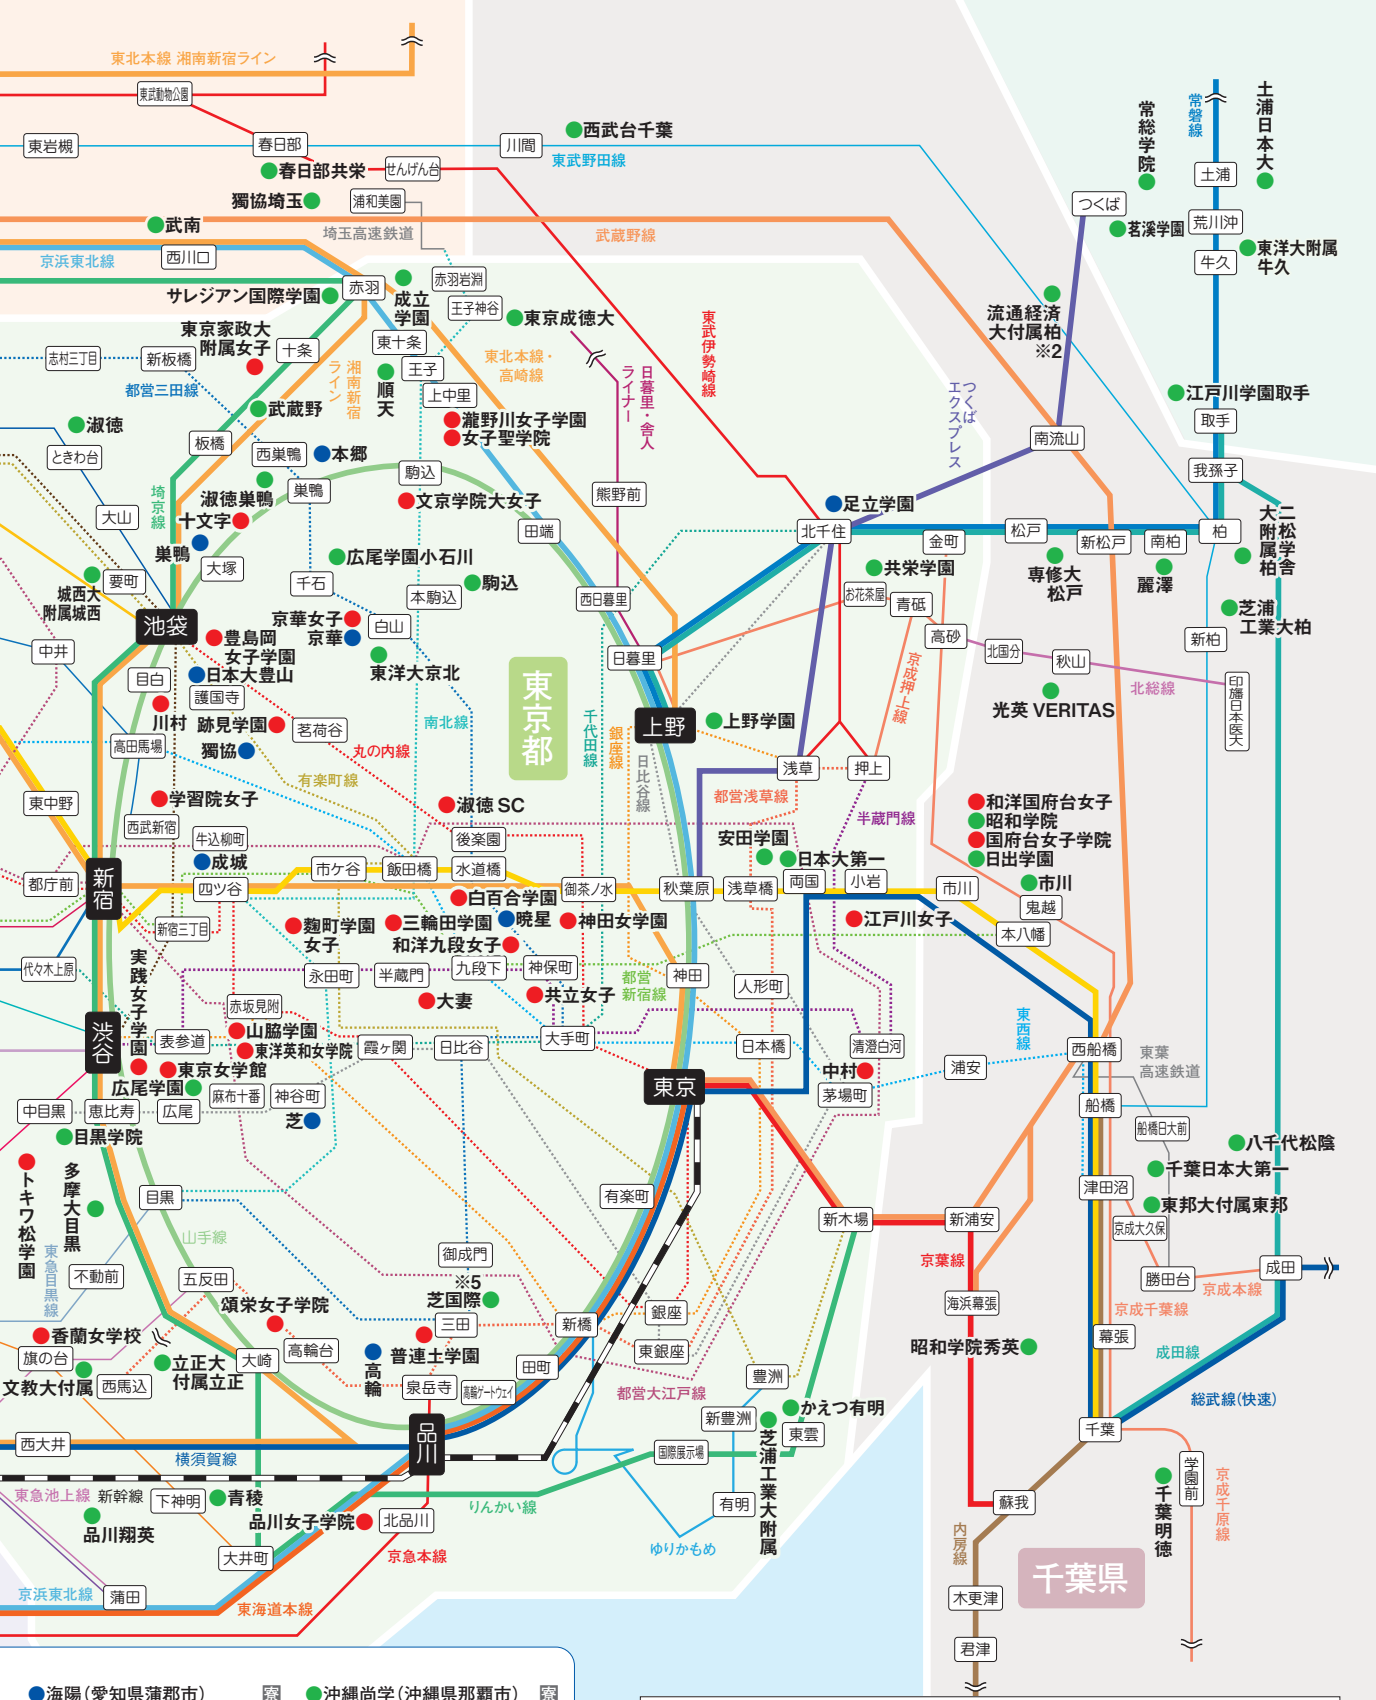 東北本線 湘南新宿ライン
東武動物公園
東岩槻
春日部
川間
西武台千葉
東武野田線
春日部共栄
せんげん台
獨協埼玉
浦和美園
武南
埼玉高速鉄道
武蔵野線
京浜東北線
西川口
常総学院
常磐線
土浦日本大
土浦
つくば
茗溪学園
荒川沖
牛久
東洋大附属
牛久
サレジアン国際学園
赤羽
成立
学園
赤羽岩淵
王子神谷
東京成徳大
東武伊勢崎線
流通経済
大付属柏
※2
東京家政大
附属女子
十条
東十条
王子
志村三丁目
新板橋
都営三田線
湘南新宿
ライン
順天
上中里
東北本線・
高崎線
日暮里・舎人
ライナー
つくば
エクスプレス
江戸川学園取手
取手
南流山
我孫子
淑徳
ときわ台
武蔵野
板橋
西巣鴨
本郷
瀧野川女子学園
女子聖学院
駒込
巣鴨
淑徳巣鴨
十文字
埼京線
大山
文京学院大女子
熊野前
田端
足立学園
北千住
金町
松戸
新松戸
南柏
柏
二松学舎
大附属柏
巣鴨
大塚
広尾学園小石川
千石
本駒込
駒込
西日暮里
共栄学園
専修大
松戸
麗澤
城西大
附属城西
要町
池袋
京華女子
京華
白山
お花茶屋
青砥
高砂
芝浦
工業大柏
新柏
中井
豊島岡
女子学園
日本大豊山
東洋大京北
日暮里
北国分
秋山
北総線
印旛日本医大
目白
護国寺
川村
跡見学園
茗荷谷
南北線
東京都
千代田線
銀座線
上野
上野学園
京成押上線
光英 VERITAS
高田馬場
獨協
丸の内線
有楽町線
日比谷線
浅草
押上
都営浅草線
半蔵門線
東中野
学習院女子
西武新宿
牛込柳町
淑徳 SC
後楽園
安田学園
日本大第一
和洋国府台女子
昭和学院
国府台女子学院
日出学園
都庁前
新宿
成城
四ツ谷
市ケ谷
飯田橋
水道橋
御茶ノ水
秋葉原
浅草橋
両国
小岩
市川
市川
鬼越
新宿三丁目
麴町学園
女子
三輪田学園
白百合学園
暁星
神田女学園
和洋九段女子
江戸川女子
本八幡
代々木上原
実践女子学園
永田町
半蔵門
九段下
神保町
都営
新宿線
神田
人形町
赤坂見附
大妻
共立女子
渋谷
表参道
山脇学園
東洋英和女学院
霞ヶ関
日比谷
大手町
日本橋
清澄白河
東西線
西船橋
東葉
高速鉄道
東京女学館
広尾学園
麻布十番
神谷町
東京
中村
茅場町
浦安
中目黒
恵比寿
広尾
芝
船橋
船橋日大前
目黒学院
八千代松陰
千葉日本大第一
トキワ松学園
多摩大目黒
目黒
有楽町
新木場
新浦安
津田沼
東邦大付属東邦
京成大久保
山手線
東急目黒線
不動前
五反田
御成門
※5
芝国際
京葉線
勝田台
成田
京成本線
頌栄女子学院
三田
新橋
銀座
東銀座
海浜幕張
京成千葉線
幕張
香蘭女学校
旗の台
文教大付属
西馬込
立正大
付属立正
大崎
高輪台
高輪
普連土学園
泉岳寺
高輪ゲートウェイ
田町
都営大江戸線
豊洲
昭和学院秀英
成田線
総武線(快速)
西大井
横須賀線
品川
新豊洲
かえつ有明
東雲
国際展示場
芝浦工業大附属
千葉
東急池上線
新幹線
下神明
青稜
品川翔英
品川女子学院
北品川
りんかい線
有明
ゆりかもめ
蘇我
千葉明徳
学園前
京成千原線
内房線
千葉県
大井町
京急本線
京浜東北線
蒲田
東海道本線
木更津
君津
海陽(愛知県蒲郡市)
寮
沖縄尚学(沖縄県那覇市)
寮